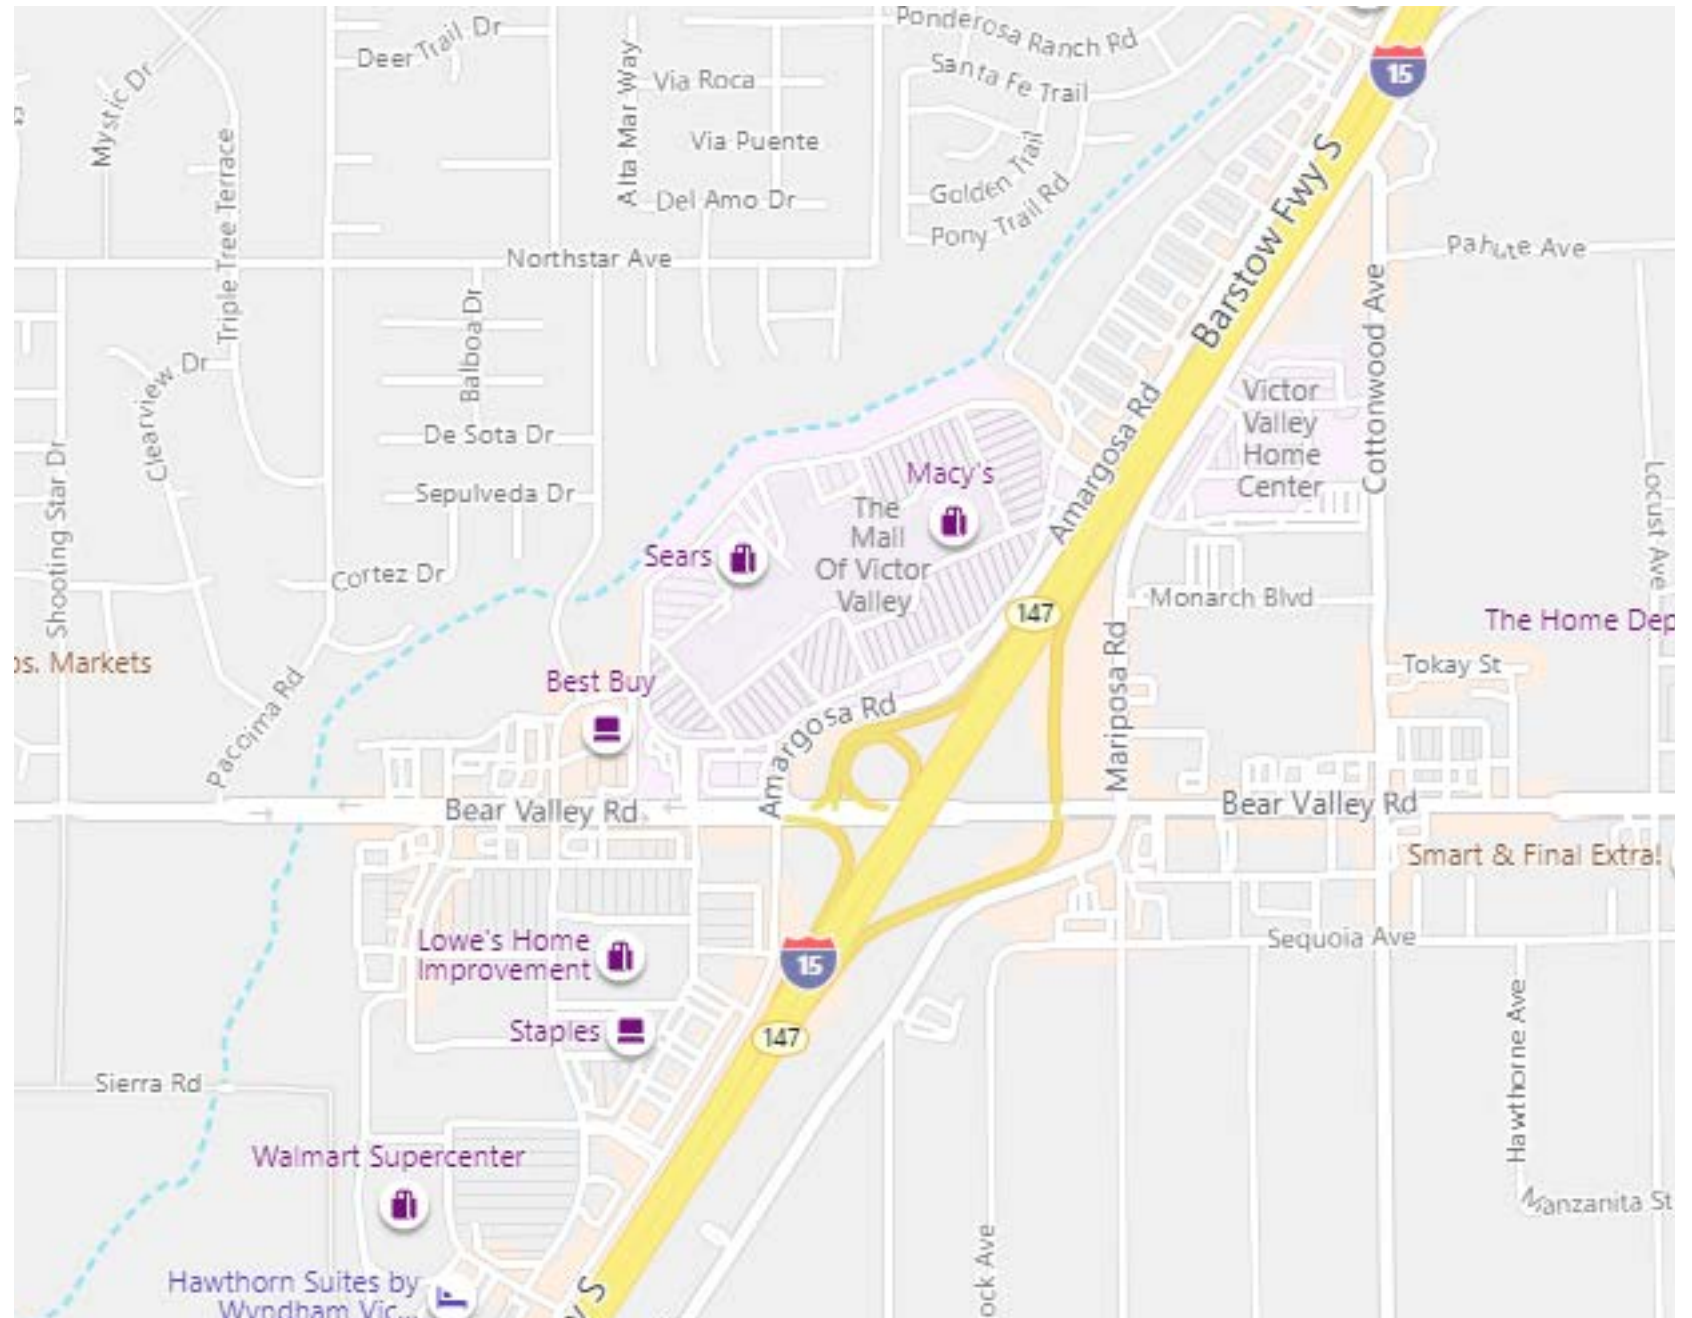 Ponderosa Ranch Rd
Deer Trail Dr
15
Santa Fe Trail
Via Roca
Mystic Dr
Alta Mar Way
Via Puente
Golden Trail
Del Amo Dr
Pony Trail Rd
Barstow Fwy S
Triple Tree Terrace
Northstar Ave
Pahute Ave
Balboa Dr
Cottonwood Ave
Clearview Dr
Victor
Valley
Home
Center
De Sota Dr
Amargosa Rd
Macy's
Sepulveda Dr
The
Mall
Of Victor
Valley
Locust Ave
Shooting Star Dr
Sears
Cortez Dr
Monarch Blvd
147
The Home Dep
os. Markets
Tokay St
Best Buy
Mariposa Rd
Pacoima Rd
Amargosa Rd
Bear Valley Rd
Bear Valley Rd
Smart & Final Extra!
Lowe's Home
Improvement
Sequoia Ave
15
Staples
147
Hawthorne Ave
Sierra Rd
Walmart Supercenter
Manzanita St
ock Ave
Hawthorn Suites by
Wyndham Vic...
S